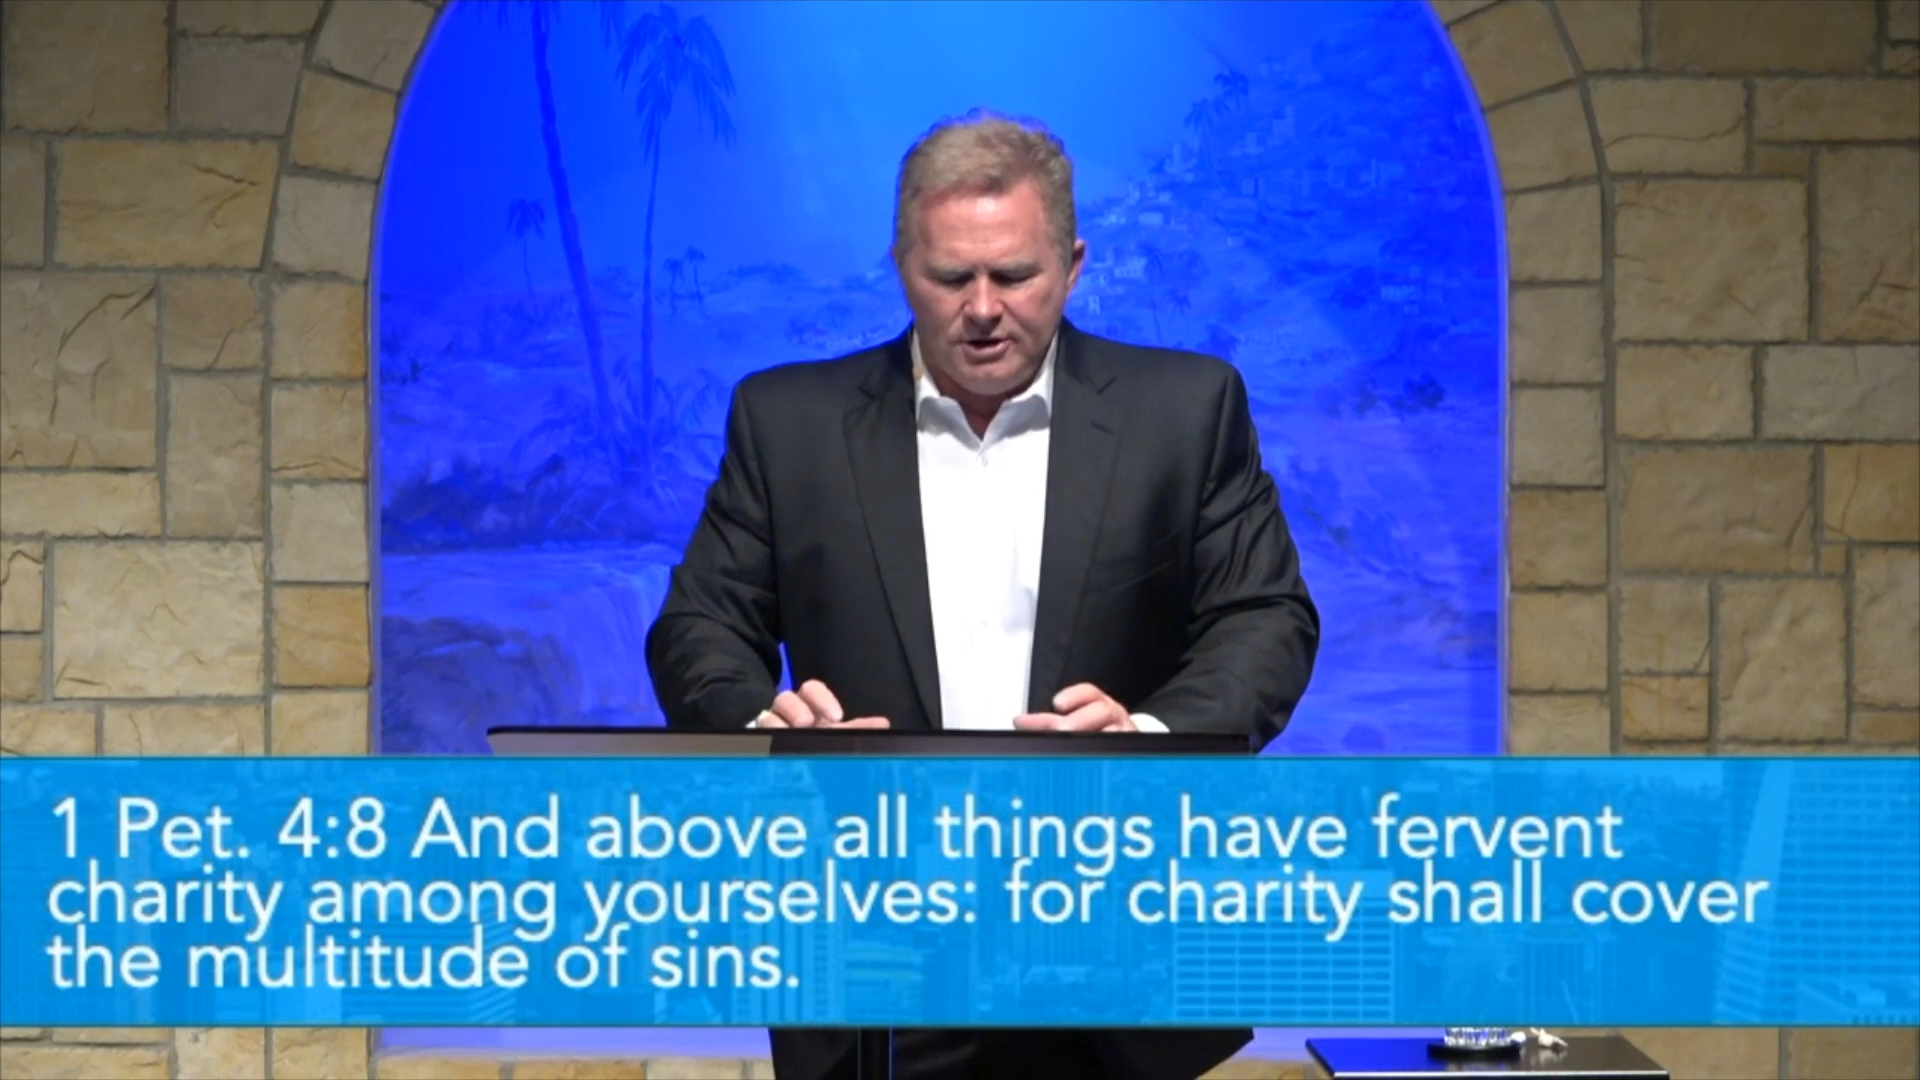 1 Pet. 4:8 And above all things have fervent
charity among yourselves: for charity shall cover
the multitude of sins.